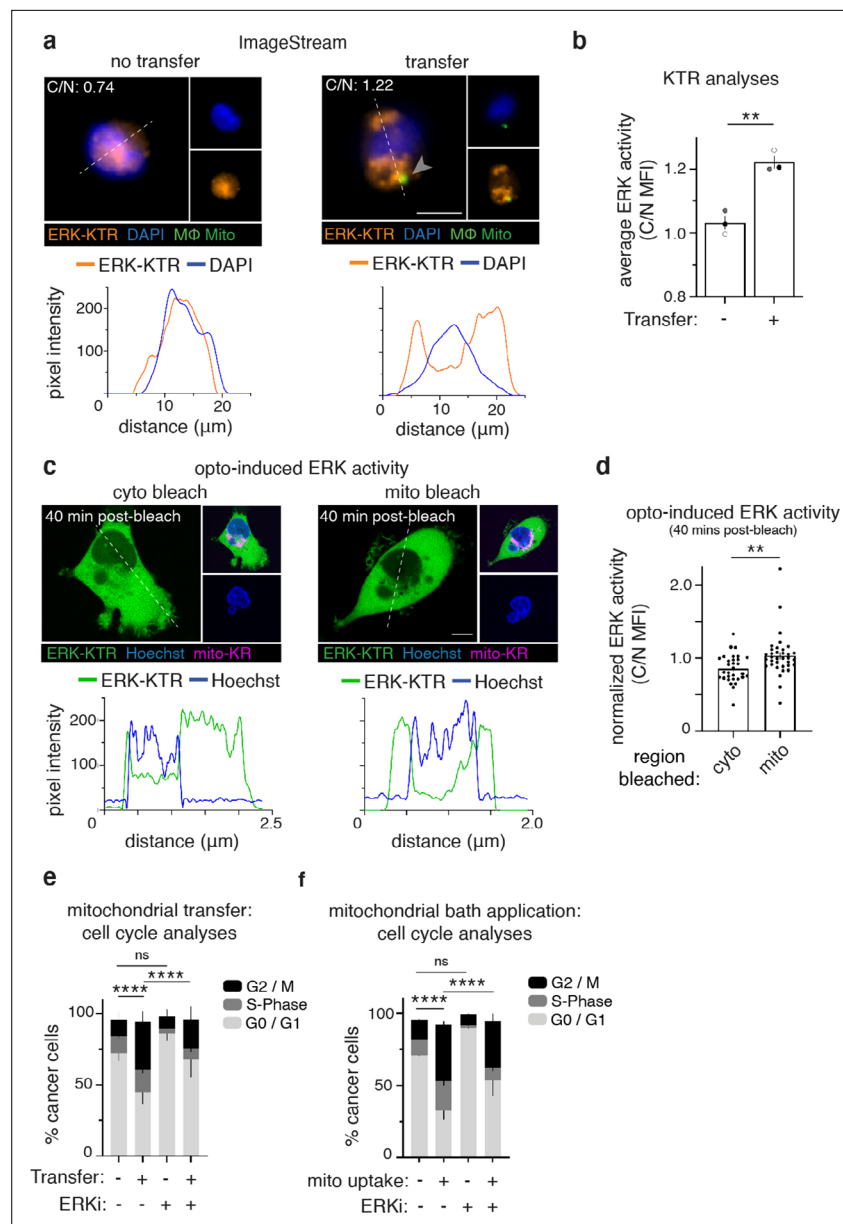 a
ImageStream
no transfer
transfer
C/N: 0.74
C/N: 1.22
ERK-KTR DAPI MΦ Mito
ERK-KTR DAPI MΦ Mito
ERK-KTR DAPI
ERK-KTR DAPI
pixel intensity
200
100
0 10 20
distance (µm)
0 10 20
distance (µm)
b
KTR analyses
**
average ERK activity
(C/N MFI)
1.2
1.0
0.8
Transfer: - +
c
opto-induced ERK activity
cyto bleach
mito bleach
40 min post-bleach
40 min post-bleach
ERK-KTR Hoechst mito-KR
ERK-KTR Hoechst mito-KR
ERK-KTR Hoechst
ERK-KTR Hoechst
pixel intensity
200
100
0
0 2.5
distance (µm)
0 2.0
distance (µm)
d
opto-induced ERK activity
(40 mins post-bleach)
**
normalized ERK activity
(C/N MFI)
2.0
1.0
0
region
bleached:
cyto
mito
e
mitochondrial transfer:
cell cycle analyses
ns
****
****
G2 / M
S-Phase
G0 / G1
% cancer cells
100
50
0
Transfer: - + - +
ERKi: - - + +
f
mitochondrial bath application:
cell cycle analyses
ns
****
****
G2 / M
S-Phase
G0 / G1
% cancer cells
100
50
0
mito uptake: - + - +
ERKi: - - + +